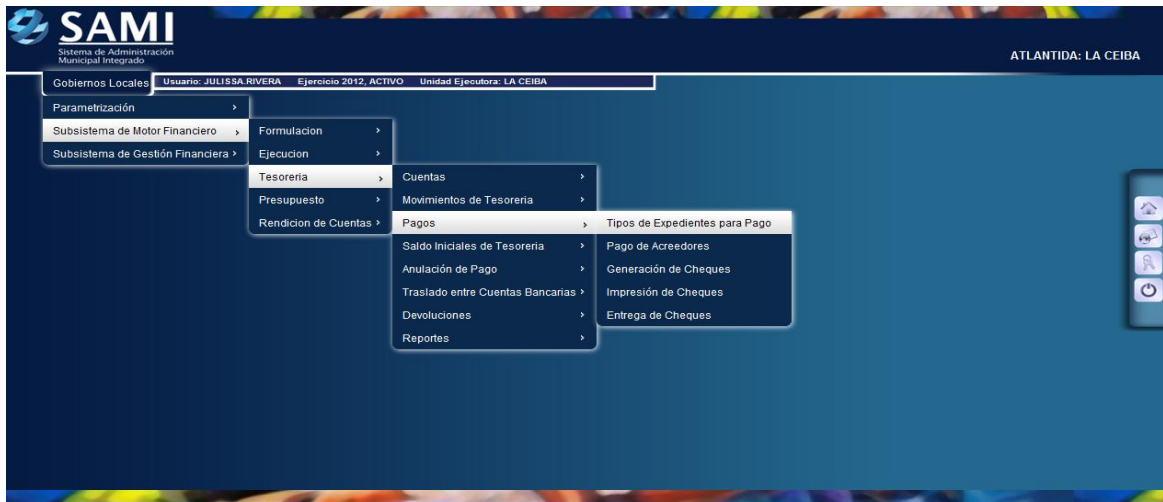 SAMI
Sistema de Administración
Municipal Integrado
ATLANTIDA: LA CEIBA
Gobiernos Locales
Usuario: JULISSA.RIVERA Ejercicio 2012, ACTIVO Unidad Ejecutora: LA CEIBA
Parametrización
Subsistema de Motor Financiero
Subsistema de Gestión Financiera
Formulacion
Ejecucion
Tesoreria
Presupuesto
Rendicion de Cuentas
Cuentas
Movimientos de Tesoreria
Pagos
Saldo Iniciales de Tesoreria
Anulación de Pago
Traslado entre Cuentas Bancarias
Devoluciones
Reportes
Tipos de Expedientes para Pago
Pago de Acreedores
Generación de Cheques
Impresión de Cheques
Entrega de Cheques